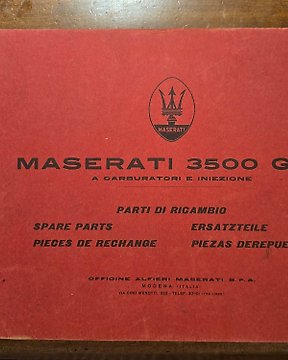 MASERATI
MASERATI 3500 G
A CARBURATORI E INIEZIONE
PARTI DI RICAMBIO
SPARE PARTS ERSATZTEILE
PIECES DE RECHANGE PIEZAS DEREPUE
OFFICINE ALFIERI MASERATI S.P.A.
MODENA (ITALIA)